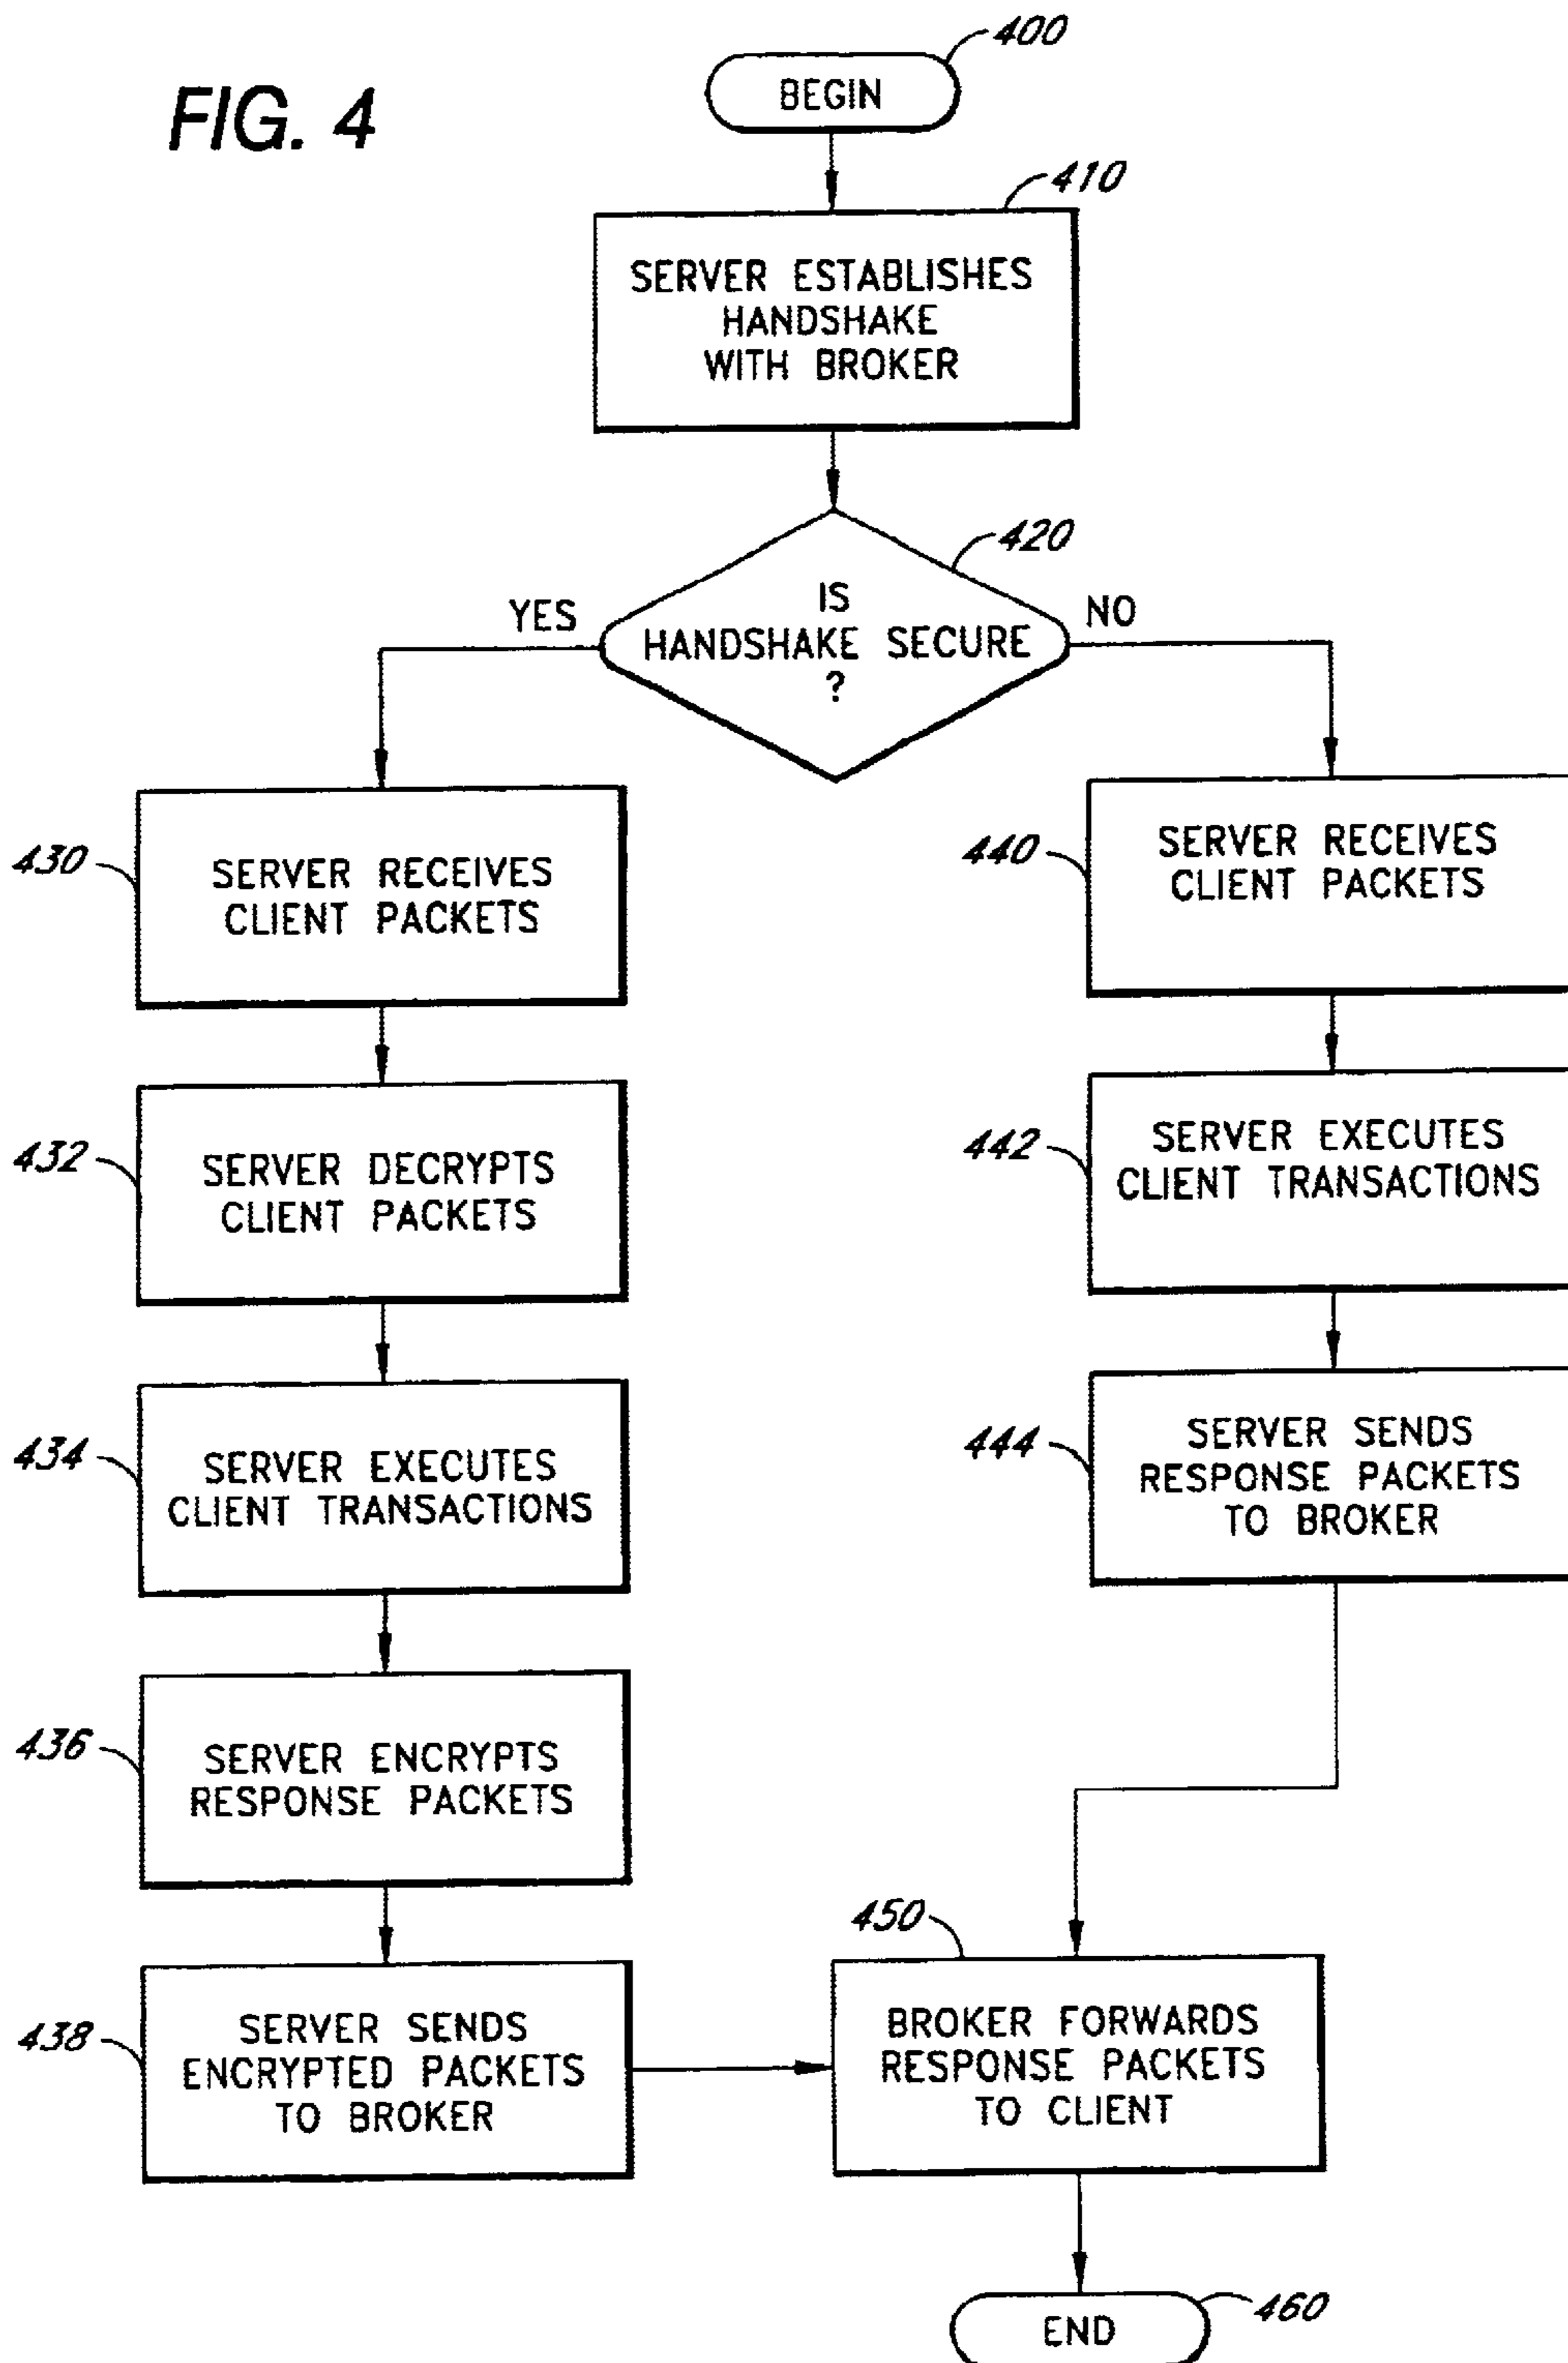 FIG. 4
400
BEGIN
410
SERVER ESTABLISHES
HANDSHAKE
WITH BROKER
420
IS
HANDSHAKE SECURE
?
YES
NO
430
SERVER RECEIVES
CLIENT PACKETS
440
SERVER RECEIVES
CLIENT PACKETS
432
SERVER DECRYPTS
CLIENT PACKETS
442
SERVER EXECUTES
CLIENT TRANSACTIONS
434
SERVER EXECUTES
CLIENT TRANSACTIONS
444
SERVER SENDS
RESPONSE PACKETS
TO BROKER
436
SERVER ENCRYPTS
RESPONSE PACKETS
438
SERVER SENDS
ENCRYPTED PACKETS
TO BROKER
450
BROKER FORWARDS
RESPONSE PACKETS
TO CLIENT
END
460